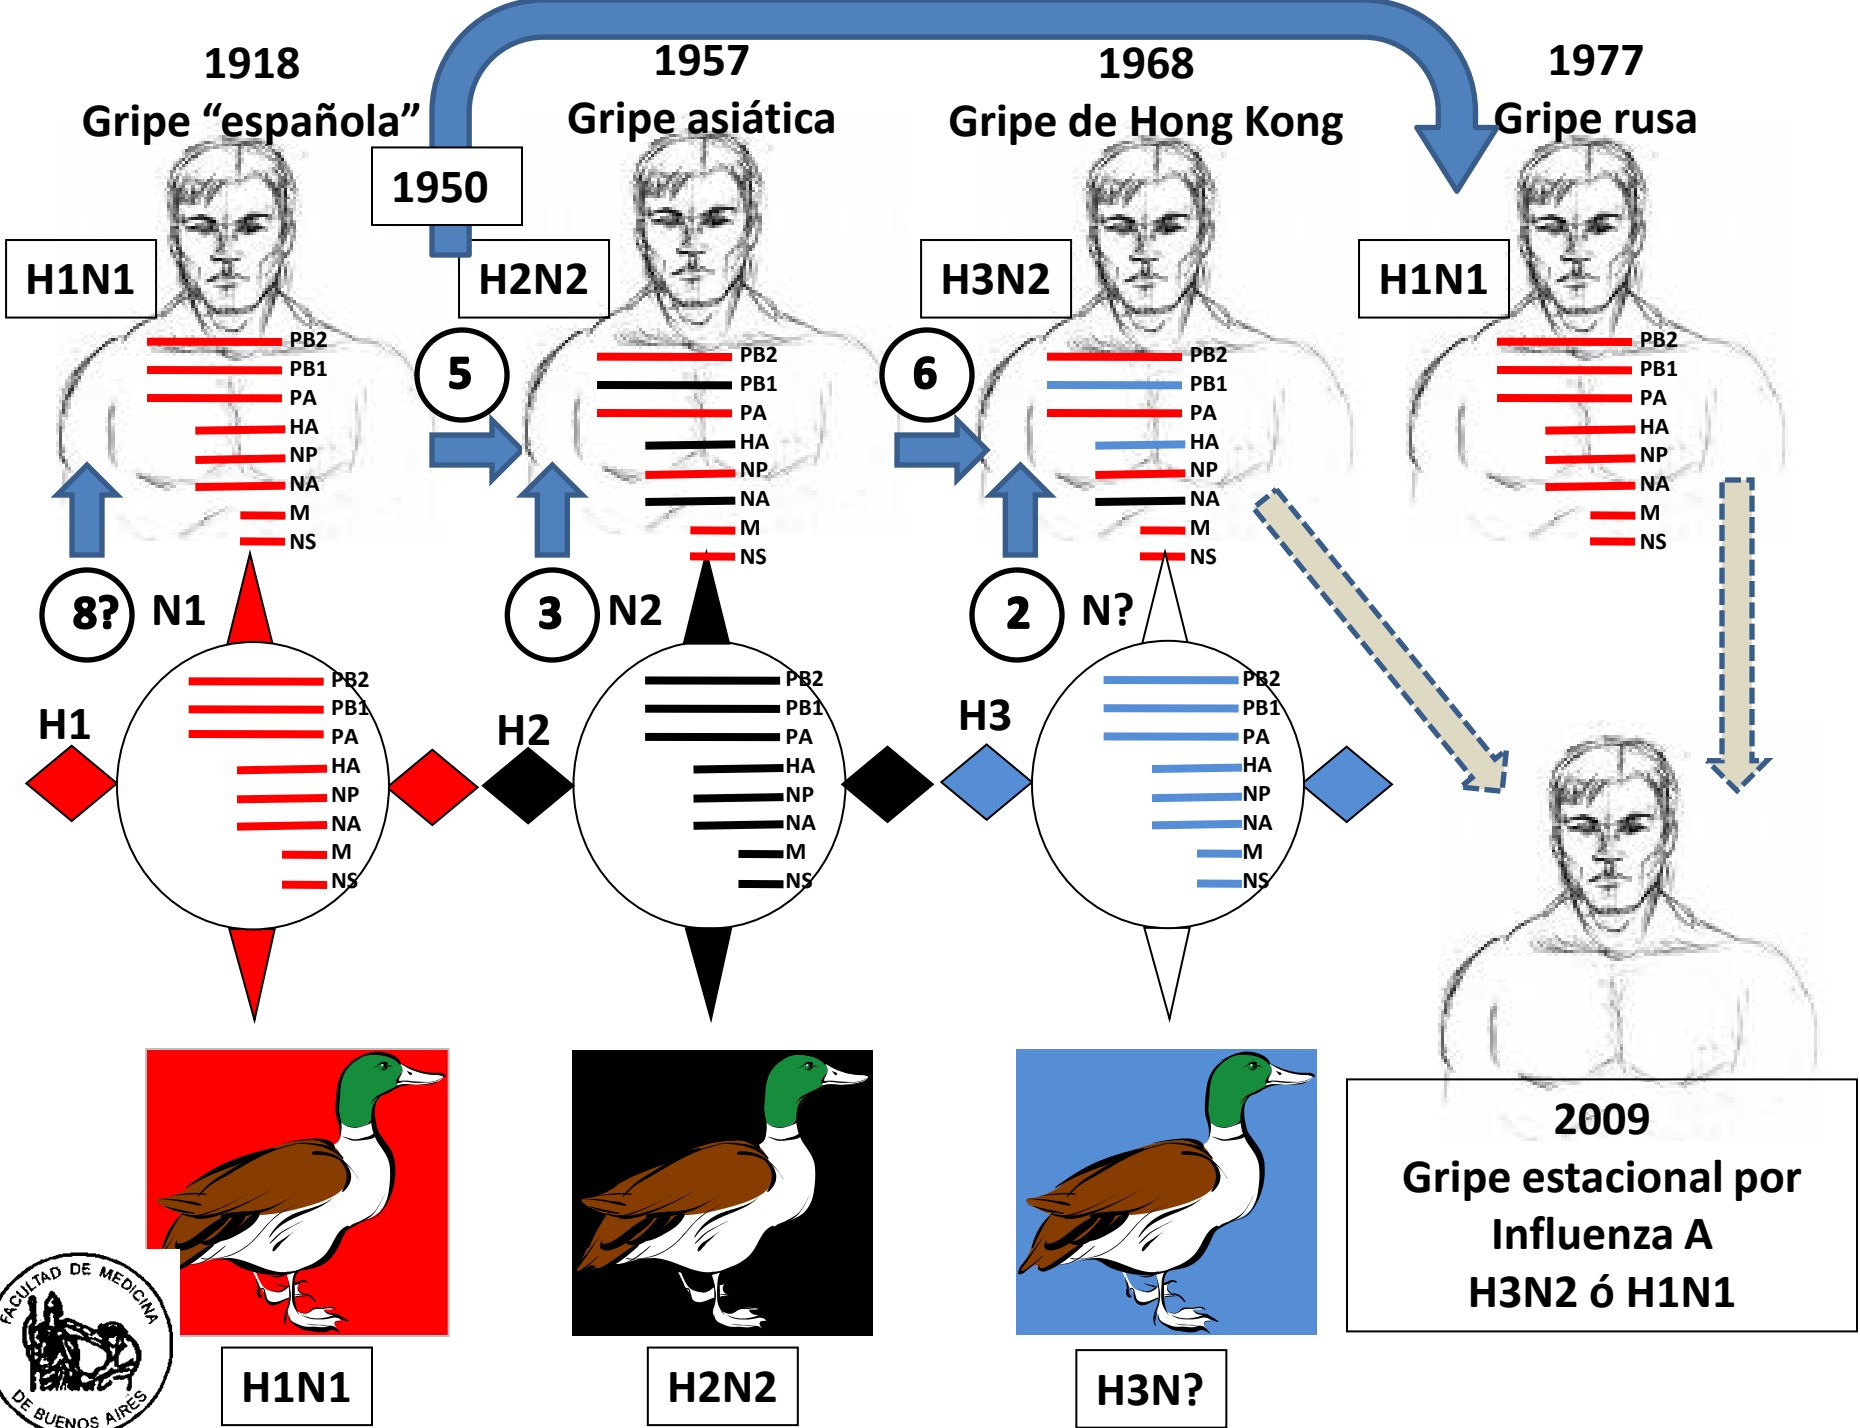 1918
Gripe “española”
1957
Gripe asiática
1968
Gripe de Hong Kong
1977
Gripe rusa
1950
H1N1
H2N2
H3N2
H1N1
PB2
PB1
PA
HA
NP
NA
M
NS
5
PB2
PB1
PA
HA
NP
NA
M
NS
6
PB2
PB1
PA
HA
NP
NA
M
NS
PB2
PB1
PA
HA
NP
NA
M
NS
8?
N1
3
N2
2
N?
H1
PB2
PB1
PA
HA
NP
NA
M
NS
H2
PB2
PB1
PA
HA
NP
NA
M
NS
H3
PB2
PB1
PA
HA
NP
NA
M
NS
2009
Gripe estacional por
Influenza A
H3N2 ó H1N1
FACULTAD DE MEDICINA
DE BUENOS AIRES
H1N1
H2N2
H3N?